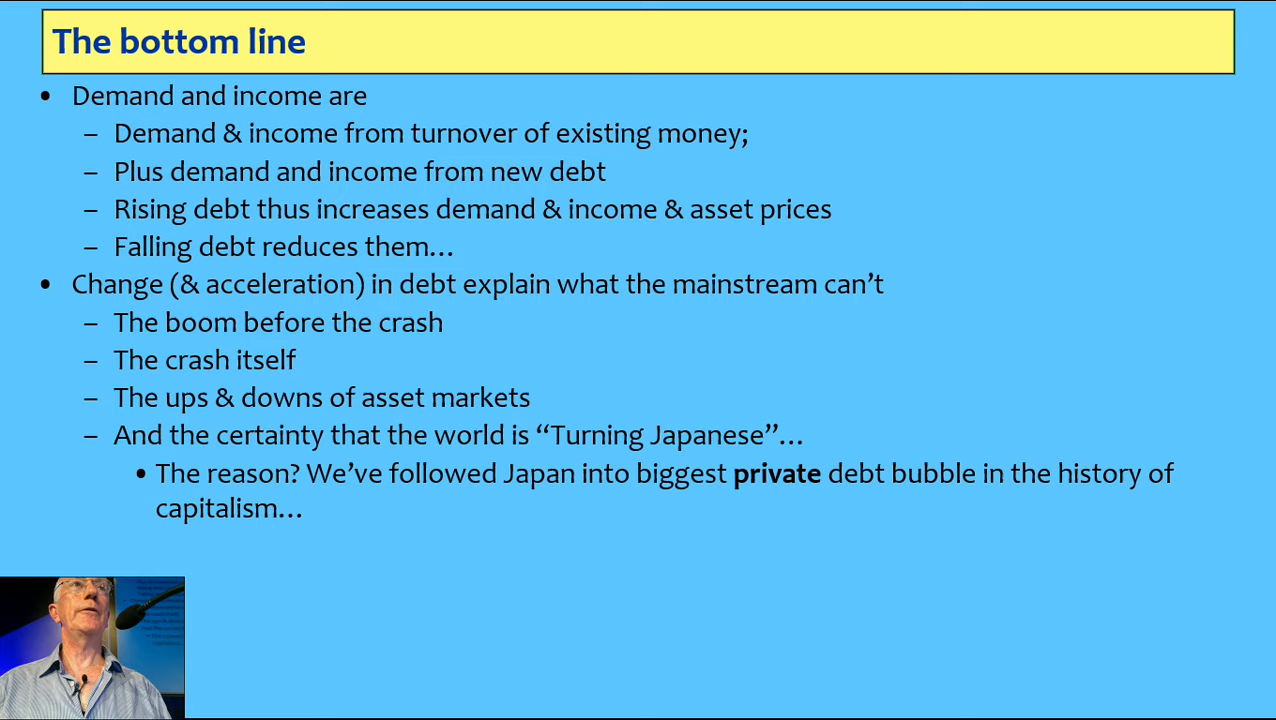 The bottom line
• Demand and income are
– Demand & income from turnover of existing money;
– Plus demand and income from new debt
– Rising debt thus increases demand & income & asset prices
– Falling debt reduces them…
• Change (& acceleration) in debt explain what the mainstream can’t
– The boom before the crash
– The crash itself
– The ups & downs of asset markets
– And the certainty that the world is “Turning Japanese”…
• The reason? We’ve followed Japan into biggest private debt bubble in the history of
capitalism…